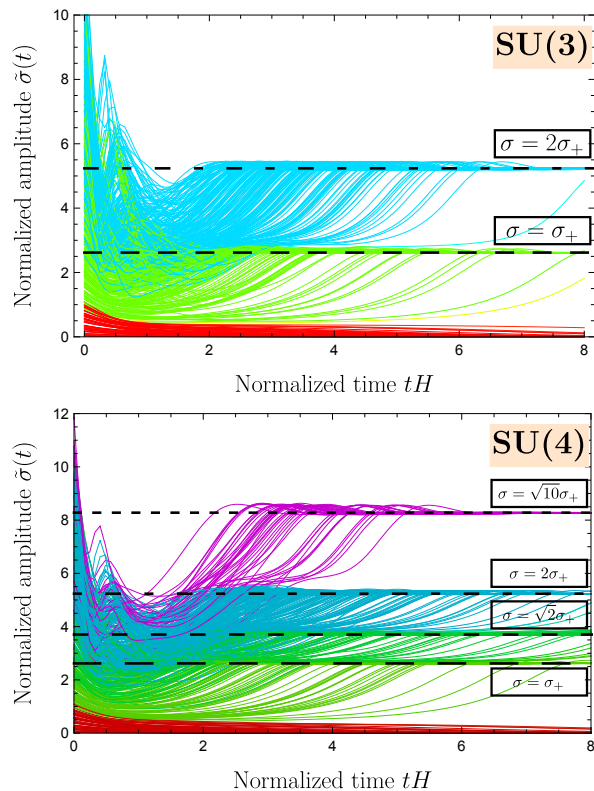 SU(3)
Normalized amplitude σ̃(t)
10
8
6
4
2
0
σ = 2σ₊
σ = σ₊
0 2 4 6 8
Normalized time tH
SU(4)
Normalized amplitude σ̃(t)
12
10
8
6
4
2
0
σ = √10σ₊
σ = 2σ₊
σ = √2σ₊
σ = σ₊
0 2 4 6 8
Normalized time tH